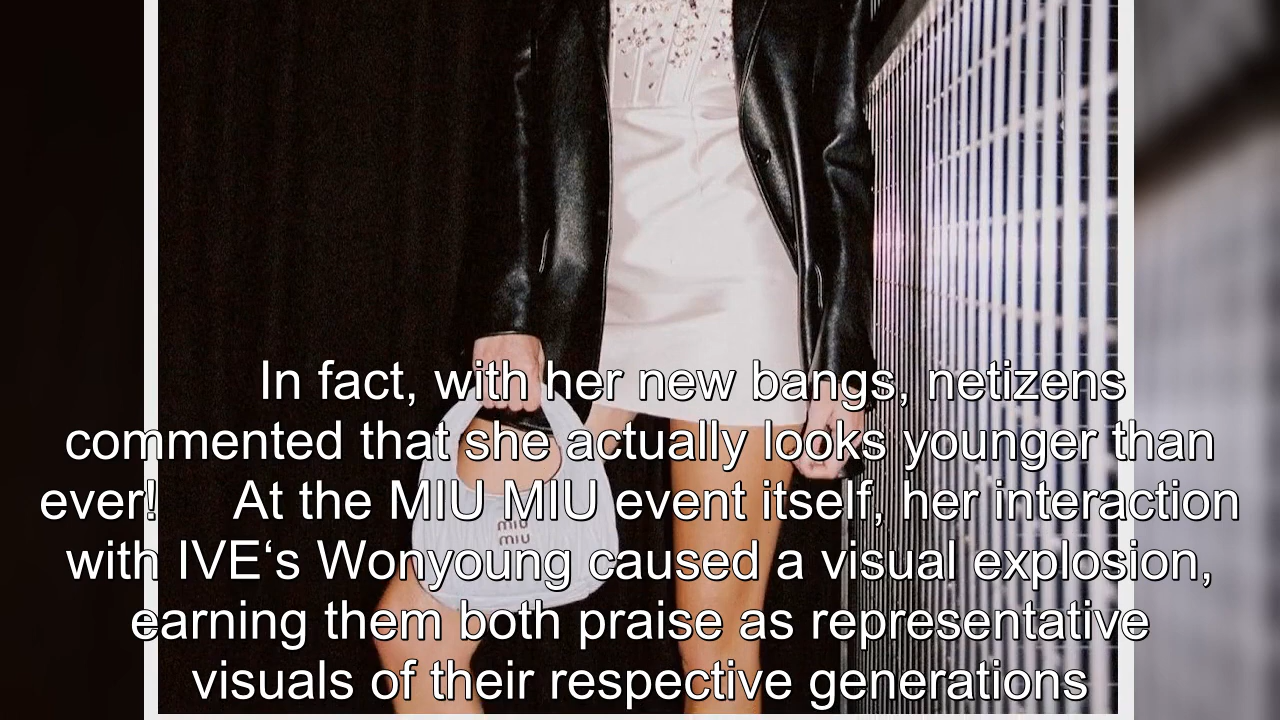 In fact, with her new bangs, netizens
commented that she actually looks younger than
ever! At the MIU MIU event itself, her interaction
with IVE‘s Wonyoung caused a visual explosion,
earning them both praise as representative
visuals of their respective generations
miu
miu